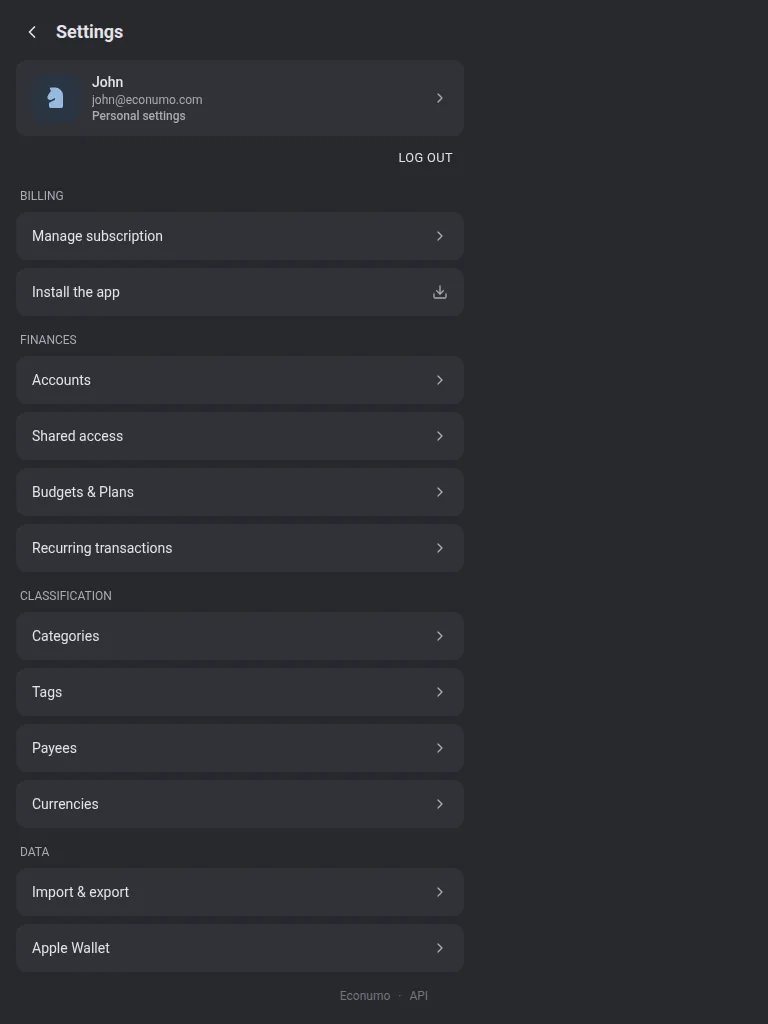 Settings
John
john@econumo.com
Personal settings
LOG OUT
BILLING
Manage subscription
Install the app
FINANCES
Accounts
Shared access
Budgets & Plans
Recurring transactions
CLASSIFICATION
Categories
Tags
Payees
Currencies
DATA
Import & export
Apple Wallet
Econumo · API